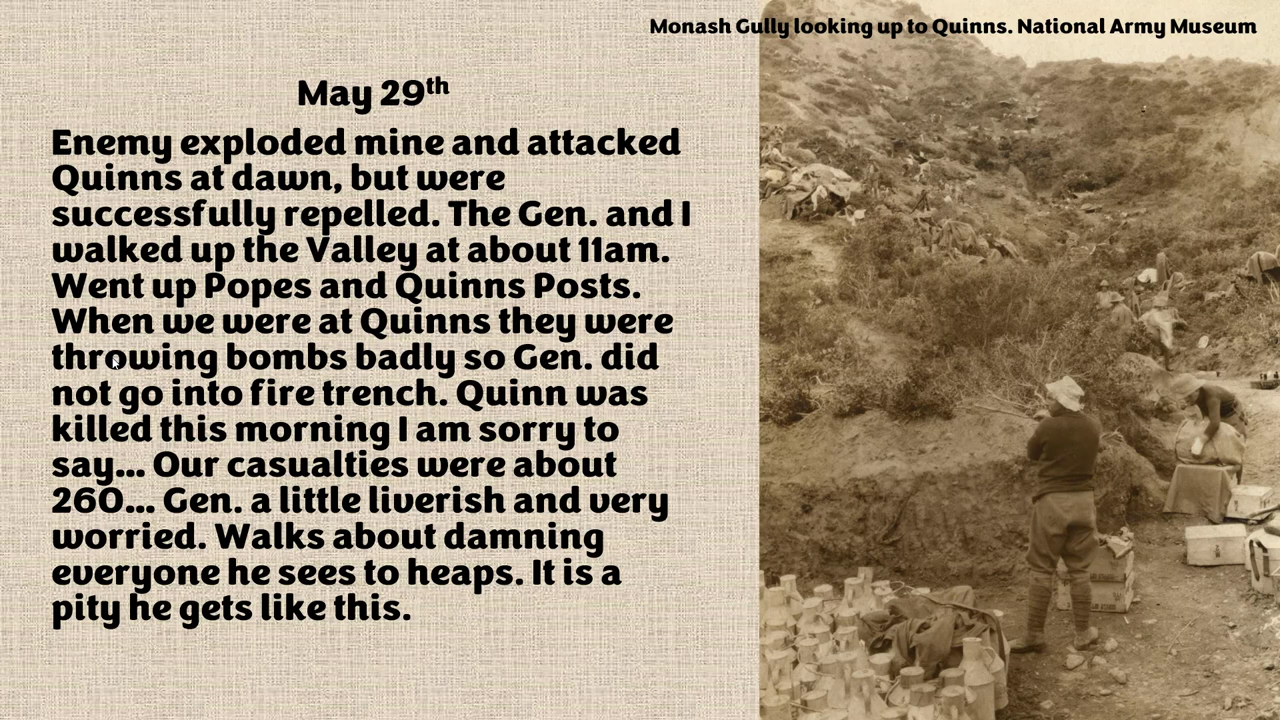 Monash Gully looking up to Quinns. National Army Museum
May 29th
Enemy exploded mine and attacked
Quinns at dawn, but were
successfully repelled. The Gen. and I
walked up the Valley at about 11am.
Went up Popes and Quinns Posts.
When we were at Quinns they were
throwing bombs badly so Gen. did
not go into fire trench. Quinn was
killed this morning I am sorry to
say... Our casualties were about
260... Gen. a little liverish and very
worried. Walks about damning
everyone he sees to heaps. It is a
pity he gets like this.